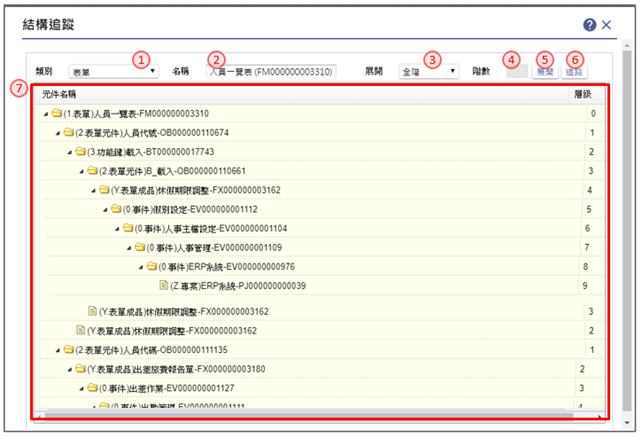 結構追蹤
① ② ③ ④ ⑤ ⑥
類別 表單 名稱 人員一覽表 (FM000000003310) 展開 全階 階數 展開 追蹤
⑦
元件名稱 層級
(1.表單)人員一覽表-FM000000003310 0
(2.表單元件)人員代號-OB000000110674 1
(3.功能鍵)載入-BT000000017743 2
(2.表單元件)B_載入-OB000000110661 3
(Y.表單成品)休假期限調整-FX000000003162 4
(0.事件)假別設定-EV000000001112 5
(0.事件)人事主檔設定-EV000000001104 6
(0.事件)人事管理-EV000000001109 7
(0.事件)ERP系統-EV000000000976 8
(Z.專案)ERP系統-PJ000000000039 9
(Y.表單成品)休假期限調整-FX000000003162 3
(Y.表單成品)休假期限調整-FX000000003162 2
(2.表單元件)人員代碼-OB000000111135 1
(Y.表單成品)出差旅費報告單-FX000000003180 2
(0.事件)出差作業-EV000000001127 3
(0.事件)出勤管理-EV000000001111 4